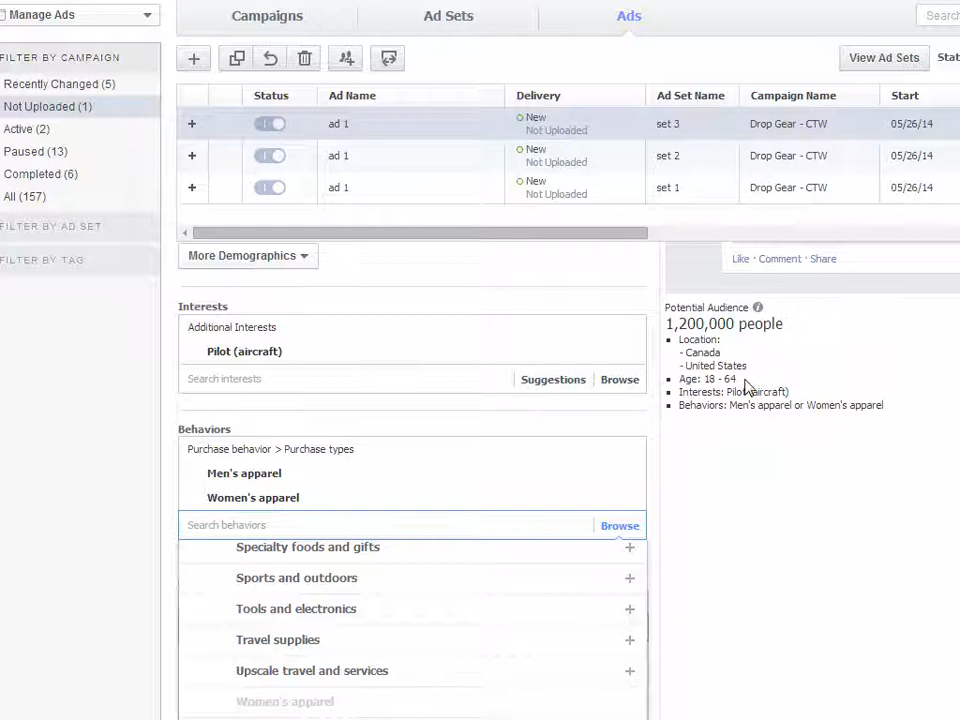 Manage Ads
Campaigns
Ad Sets
Ads
Search
FILTER BY CAMPAIGN
Recently Changed (5)
Not Uploaded (1)
Active (2)
Paused (13)
Completed (6)
All (157)
FILTER BY AD SET
FILTER BY TAG
View Ad Sets
Status Ad Name Delivery Ad Set Name Campaign Name Start
+ ad 1 New Not Uploaded set 3 Drop Gear - CTW 05/26/14
+ ad 1 New Not Uploaded set 2 Drop Gear - CTW 05/26/14
+ ad 1 New Not Uploaded set 1 Drop Gear - CTW 05/26/14
More Demographics
Interests
Additional Interests
Pilot (aircraft)
Search interests Suggestions Browse
Behaviors
Purchase behavior > Purchase types
Men's apparel
Women's apparel
Search behaviors Browse
Specialty foods and gifts +
Sports and outdoors +
Tools and electronics +
Travel supplies +
Upscale travel and services +
Women's apparel
Like · Comment · Share
Potential Audience
1,200,000 people
Location:
- Canada
- United States
Age: 18 - 64
Interests: Pilot (aircraft)
Behaviors: Men's apparel or Women's apparel